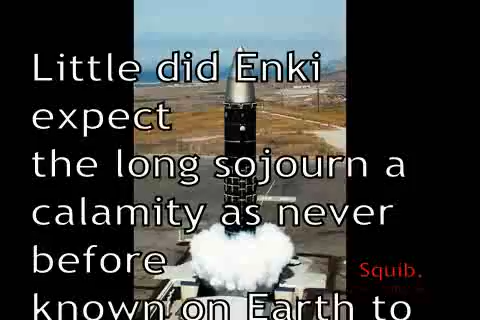 Little did Enki
expect
the long sojourn a
calamity as never
before
Squib.
known on Earth to